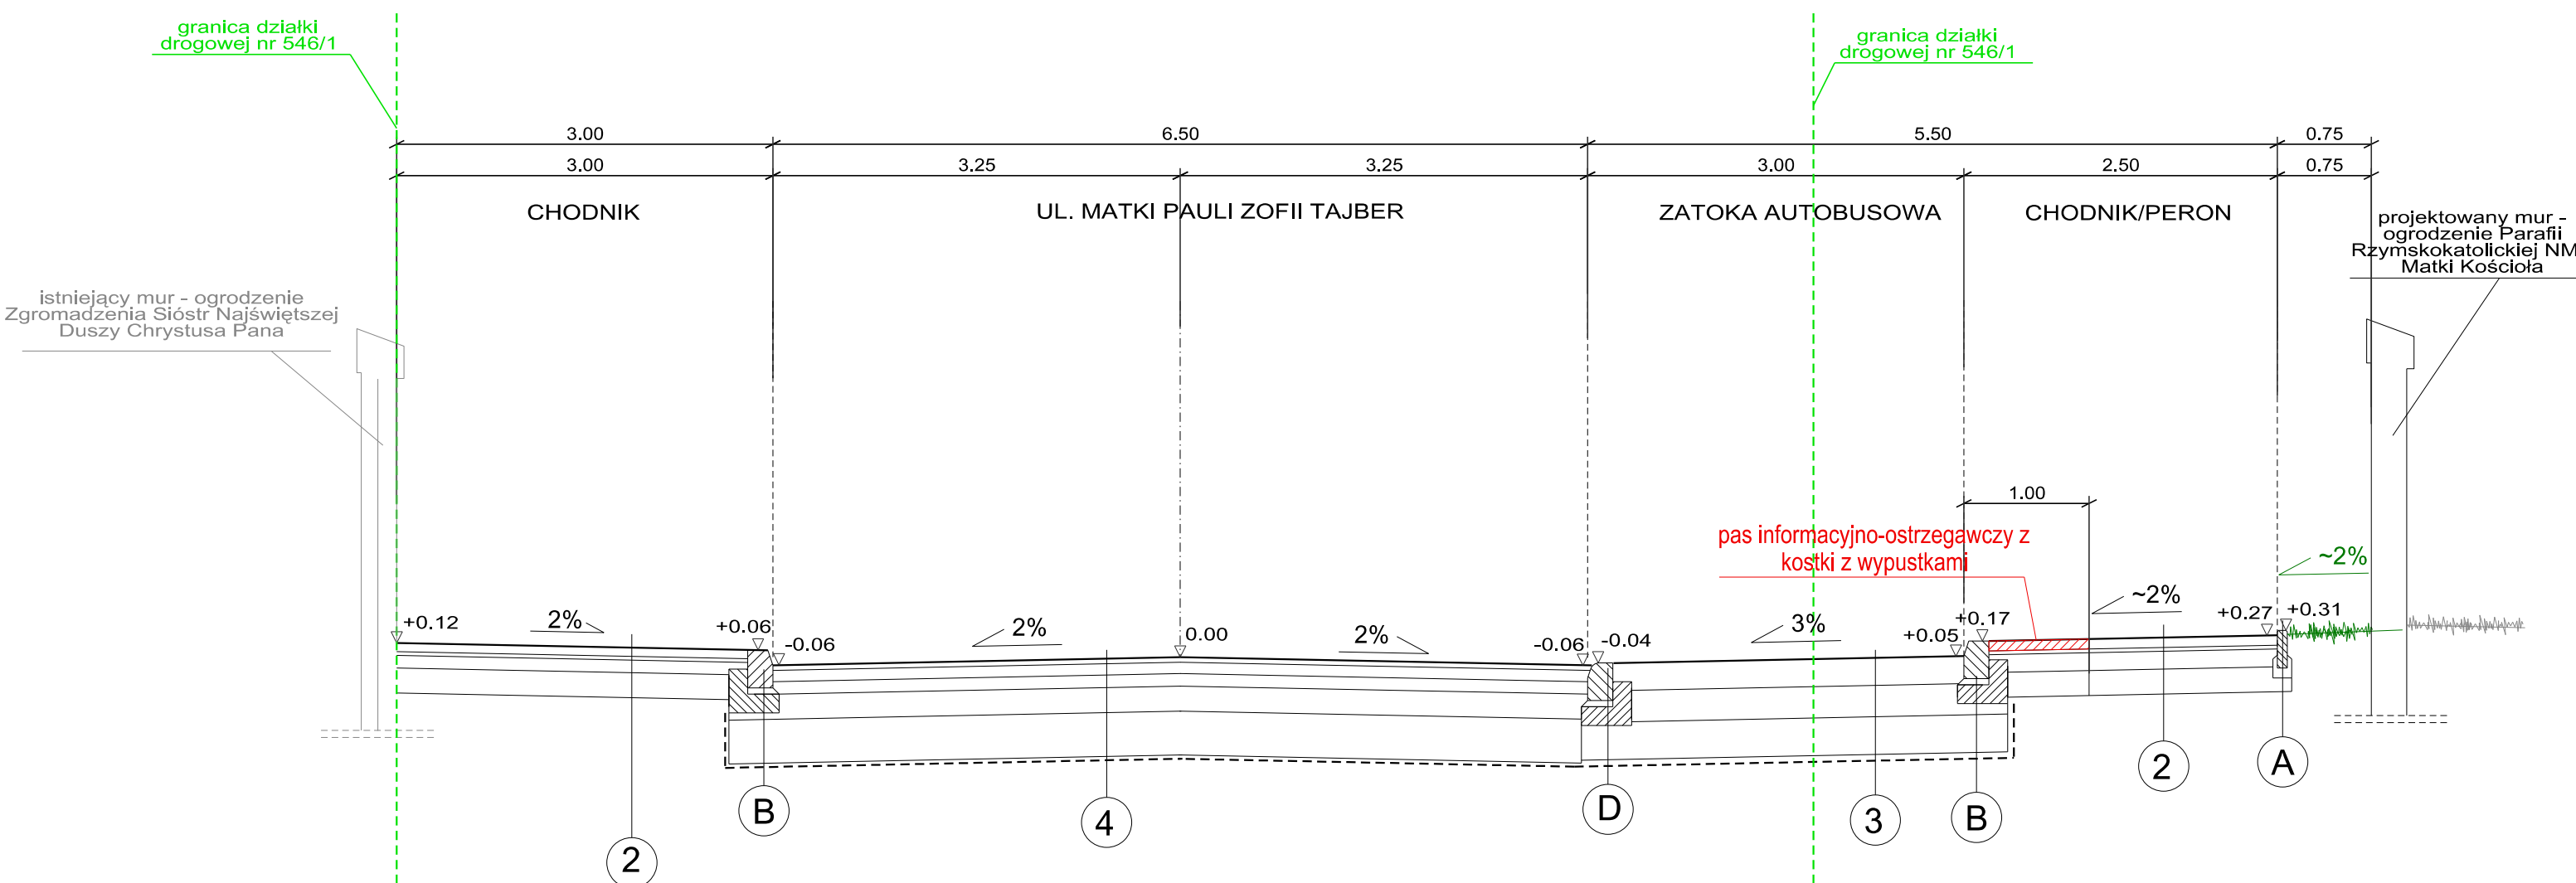 granica działki
drogowej nr 546/1
granica działki
drogowej nr 546/1
3.00
6.50
5.50
0.75
3.00
3.25
3.25
3.00
2.50
0.75
CHODNIK
UL. MATKI PAULI ZOFII TAJBER
ZATOKA AUTOBUSOWA
CHODNIK/PERON
projektowany mur -
ogrodzenie Parafii
Rzymskokatolickiej NM
Matki Kościoła
istniejący mur - ogrodzenie
Zgromadzenia Sióstr Najświętszej
Duszy Chrystusa Pana
1.00
pas informacyjno-ostrzegawczy z
kostki z wypustkami
~2%
~2%
+0.12
2%
+0.06
-0.06
2%
0.00
2%
-0.06
-0.04
3%
+0.05
+0.17
+0.27
+0.31
2
B
4
D
3
B
2
A